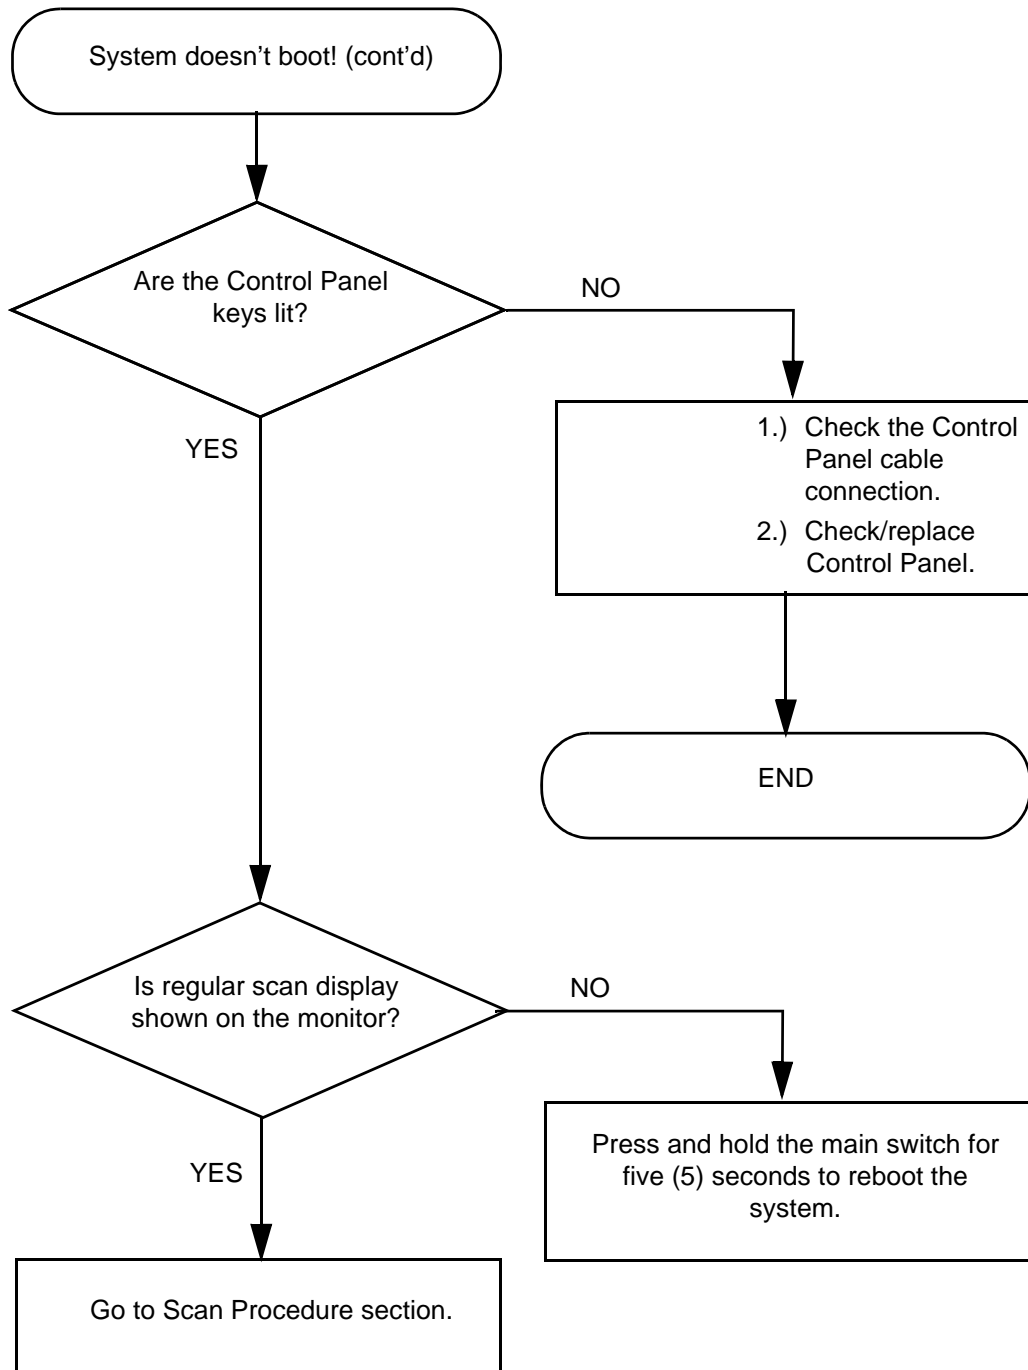 System doesn’t boot! (cont’d)
Are the Control Panel
keys lit?
NO
YES
1.) Check the Control
Panel cable
connection.
2.) Check/replace
Control Panel.
END
Is regular scan display
shown on the monitor?
NO
YES
Press and hold the main switch for
five (5) seconds to reboot the
system.
Go to Scan Procedure section.